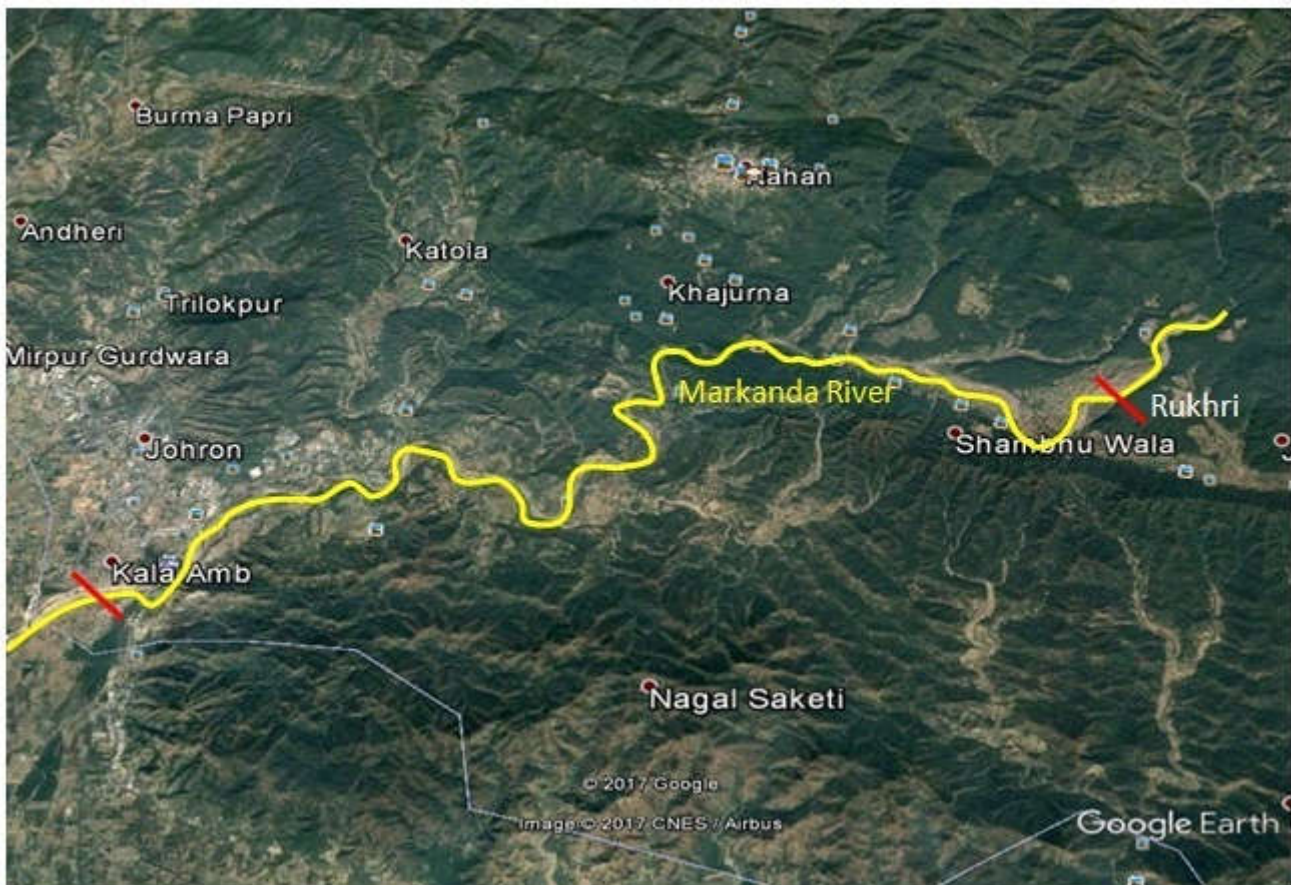 Burma Papri
Nahan
Andheri
Katola
Khajurna
Trilokpur
Mirpur Gurdwara
Markanda River
Rukhri
Johron
Shambhu Wala
J
Kala Amb
Nagal Saketi
© 2017 Google
Image © 2017 CNES / Airbus
Google Earth